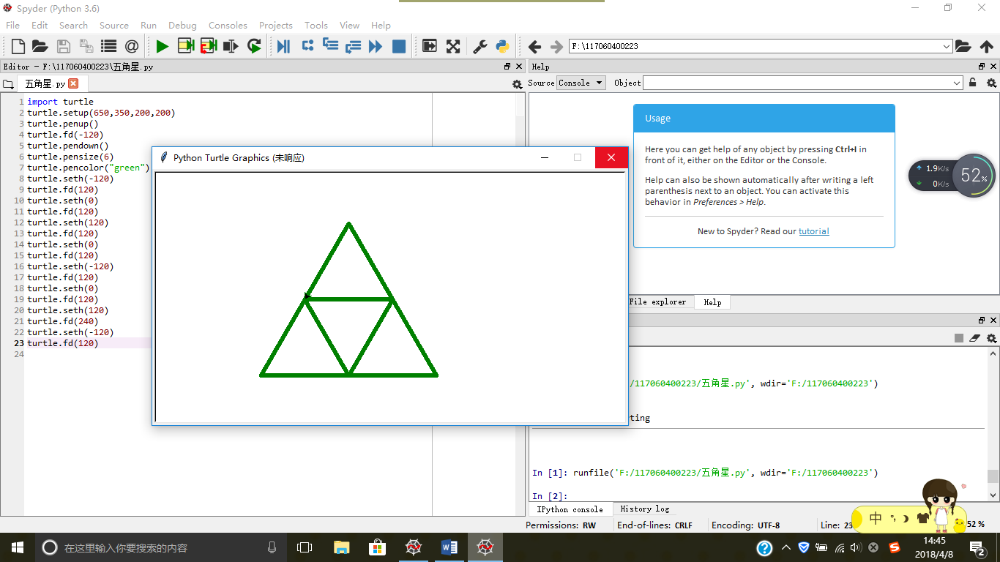 Spyder (Python 3.6)
File Edit Search Source Run Debug Consoles Projects Tools View Help
F:\117060400223
Editor - F:\117060400223\五角星.py
五角星.py
1 import turtle
2 turtle.setup(650,350,200,200)
3 turtle.penup()
4 turtle.fd(-120)
5 turtle.pendown()
6 turtle.pensize(6)
7 turtle.pencolor("green")
8 turtle.seth(-120)
9 turtle.fd(120)
10 turtle.seth(0)
11 turtle.fd(120)
12 turtle.seth(120)
13 turtle.fd(120)
14 turtle.seth(0)
15 turtle.fd(120)
16 turtle.seth(-120)
17 turtle.fd(120)
18 turtle.seth(0)
19 turtle.fd(120)
20 turtle.seth(120)
21 turtle.fd(240)
22 turtle.seth(-120)
23 turtle.fd(120)
24
Python Turtle Graphics (未响应)
Help
Source Console Object
Usage
Here you can get help of any object by pressing Ctrl+I in
front of it, either on the Editor or the Console.
Help can also be shown automatically after writing a left
parenthesis next to an object. You can activate this
behavior in Preferences > Help.
New to Spyder? Read our tutorial
1.9K/s
0K/s
52%
File explorer Help
/117060400223/五角星.py', wdir='F:/117060400223')
ting
In [1]: runfile('F:/117060400223/五角星.py', wdir='F:/117060400223')
In [2]:
IPython console History log
中
Permissions: RW End-of-lines: CRLF Encoding: UTF-8 Line: 23 52 %
在这里输入你要搜索的内容
14:45
2018/4/8
2